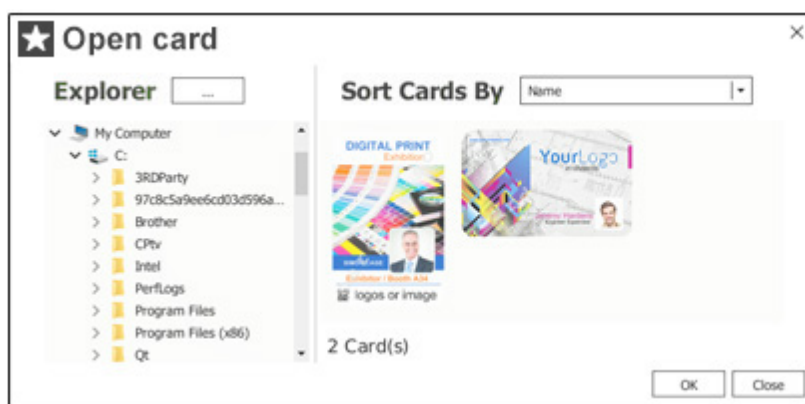 Open card
Explorer
...
Sort Cards By
Name
My Computer
C:
3RDParty
97c8c5a9ee6cd03d596a...
Brother
CPtv
Intel
PerfLogs
Program Files
Program Files (x86)
Qt
DIGITAL PRINT
Exhibition
Exhibitor / Booth A34
logos or image
YourLogo
2 Card(s)
OK
Close